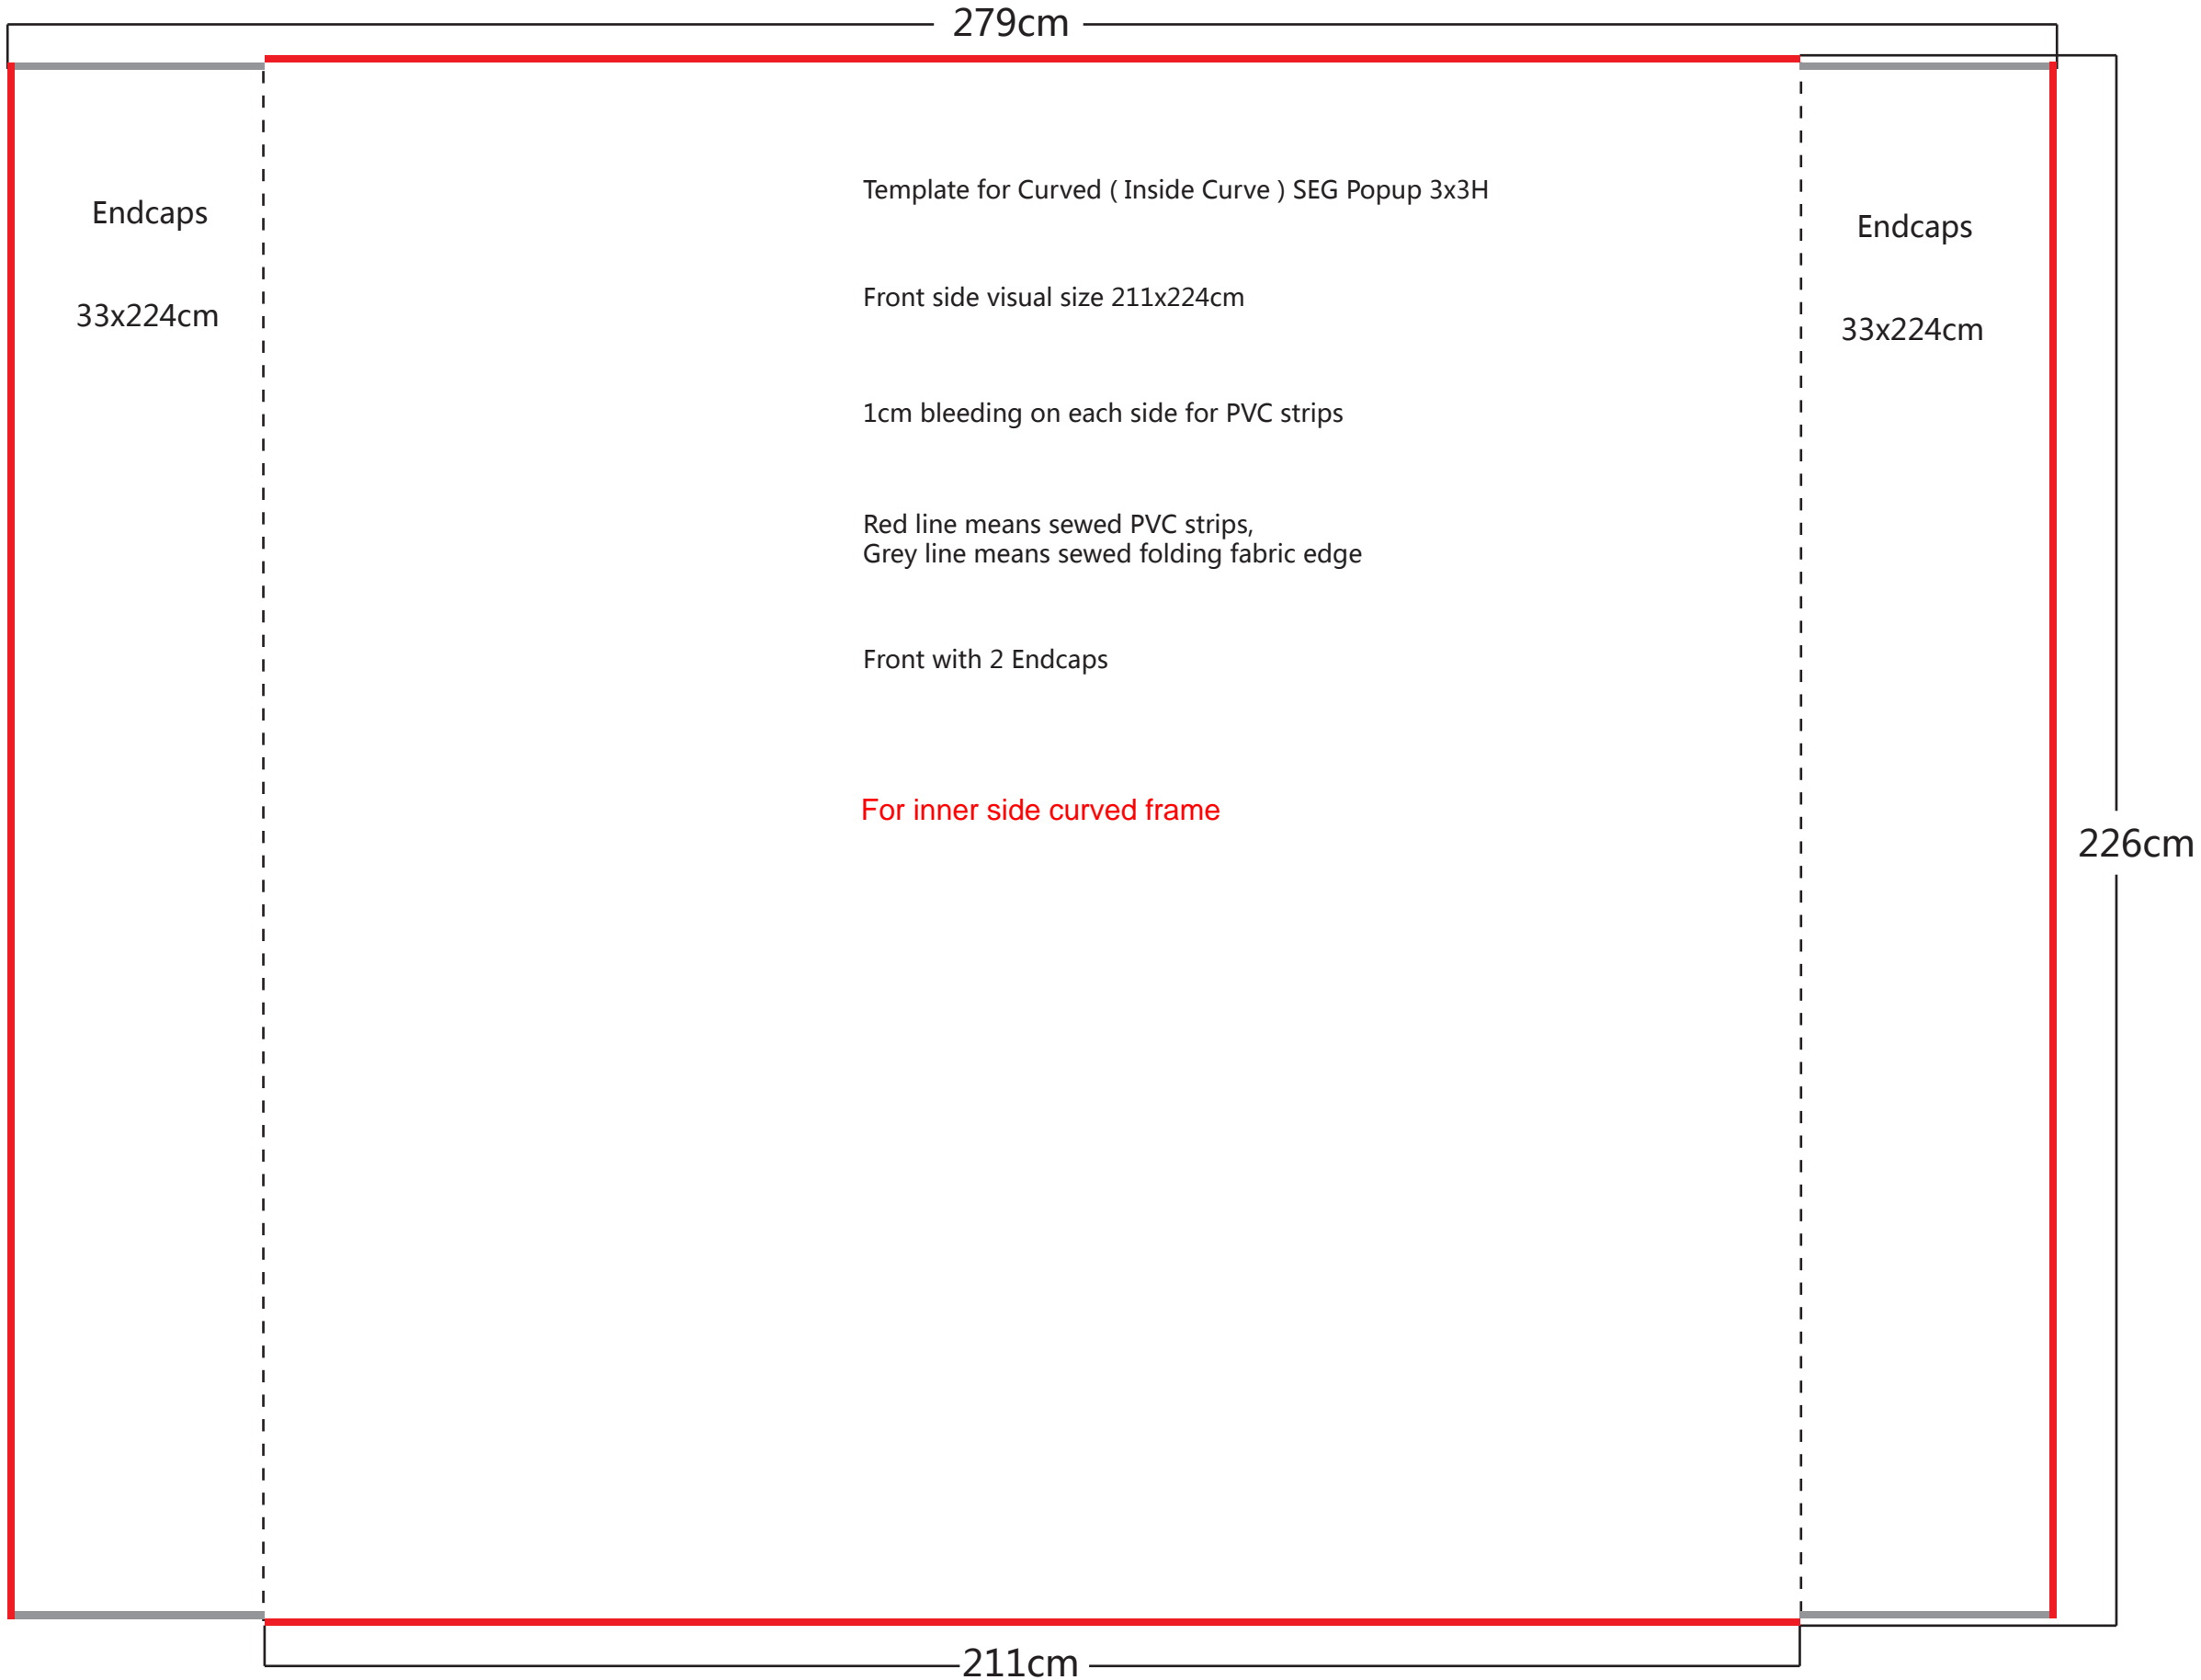 279cm
Template for Curved ( Inside Curve ) SEG Popup 3x3H
Endcaps
Endcaps
Front side visual size 211x224cm
33x224cm
33x224cm
1cm bleeding on each side for PVC strips
Red line means sewed PVC strips,
Grey line means sewed folding fabric edge
Front with 2 Endcaps
For inner side curved frame
226cm
211cm